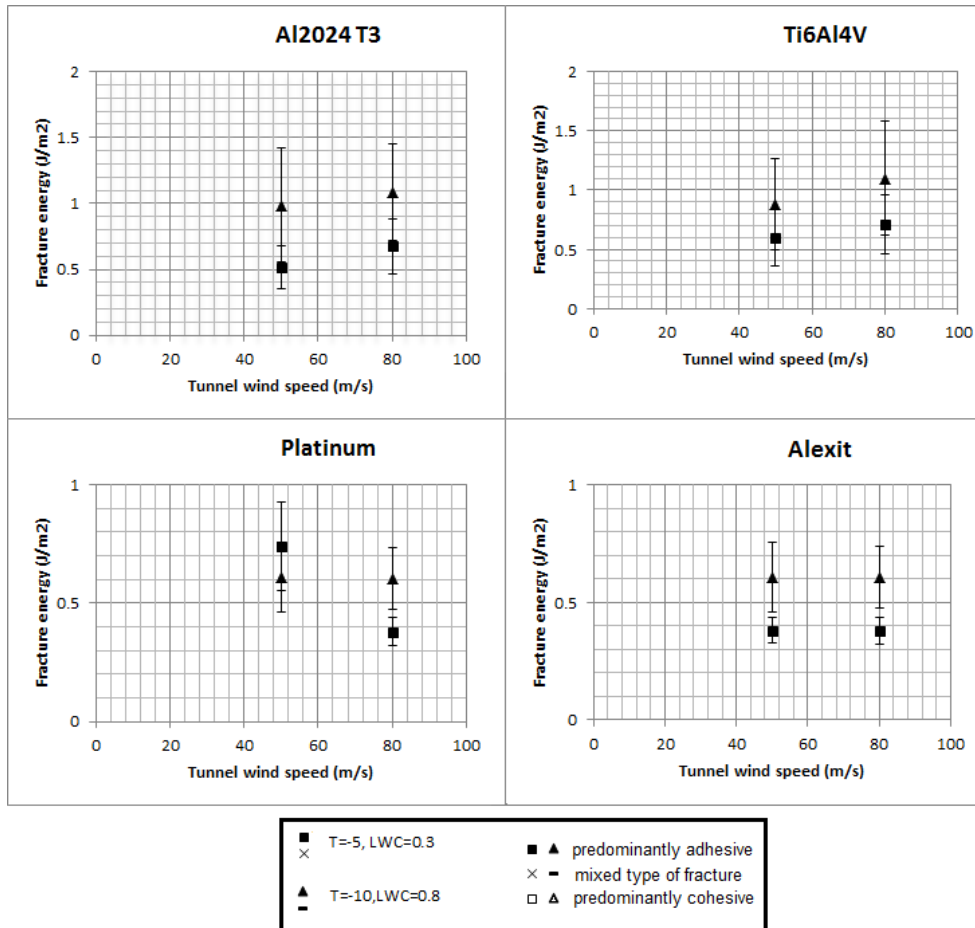 Al2024 T3
Fracture energy (J/m2)
2
1.5
1
0.5
0
0 20 40 60 80 100
Tunnel wind speed (m/s)
Ti6Al4V
Fracture energy (J/m2)
2
1.5
1
0.5
0
0 20 40 60 80 100
Tunnel wind speed (m/s)
Platinum
Fracture energy (J/m2)
1
0.5
0
0 20 40 60 80 100
Tunnel wind speed (m/s)
Alexit
Fracture energy (J/m2)
1
0.5
0
0 20 40 60 80 100
Tunnel wind speed (m/s)
T=-5, LWC=0.3
T=-10,LWC=0.8
predominantly adhesive
mixed type of fracture
predominantly cohesive